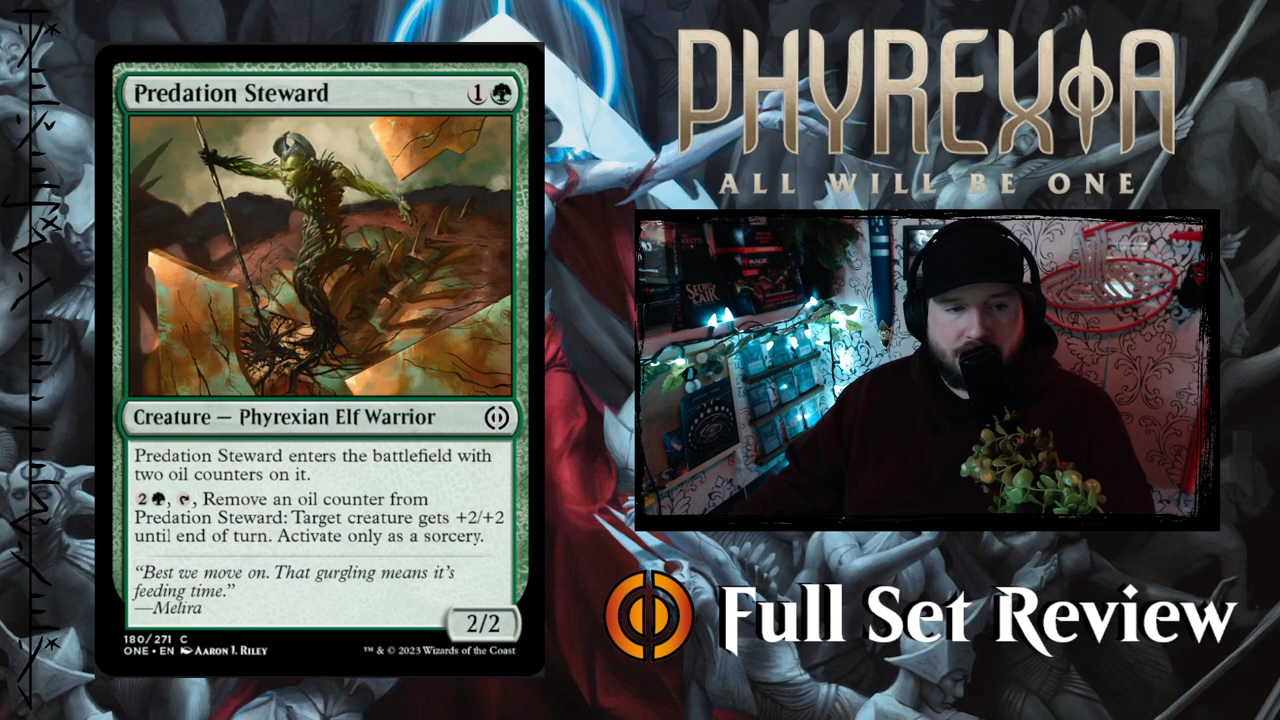 Predation Steward 1
Creature — Phyrexian Elf Warrior
Predation Steward enters the battlefield with
two oil counters on it.
2 , , Remove an oil counter from
Predation Steward: Target creature gets +2/+2
until end of turn. Activate only as a sorcery.
“Best we move on. That gurgling means it’s
feeding time.”
—Melira
2/2
180/271 C
ONE • EN AARON J. RILEY
™ & © 2023 Wizards of the Coast
PHYREXIA
ALL WILL BE ONE
SECRET
LAIR
MAGIC
Full Set Review